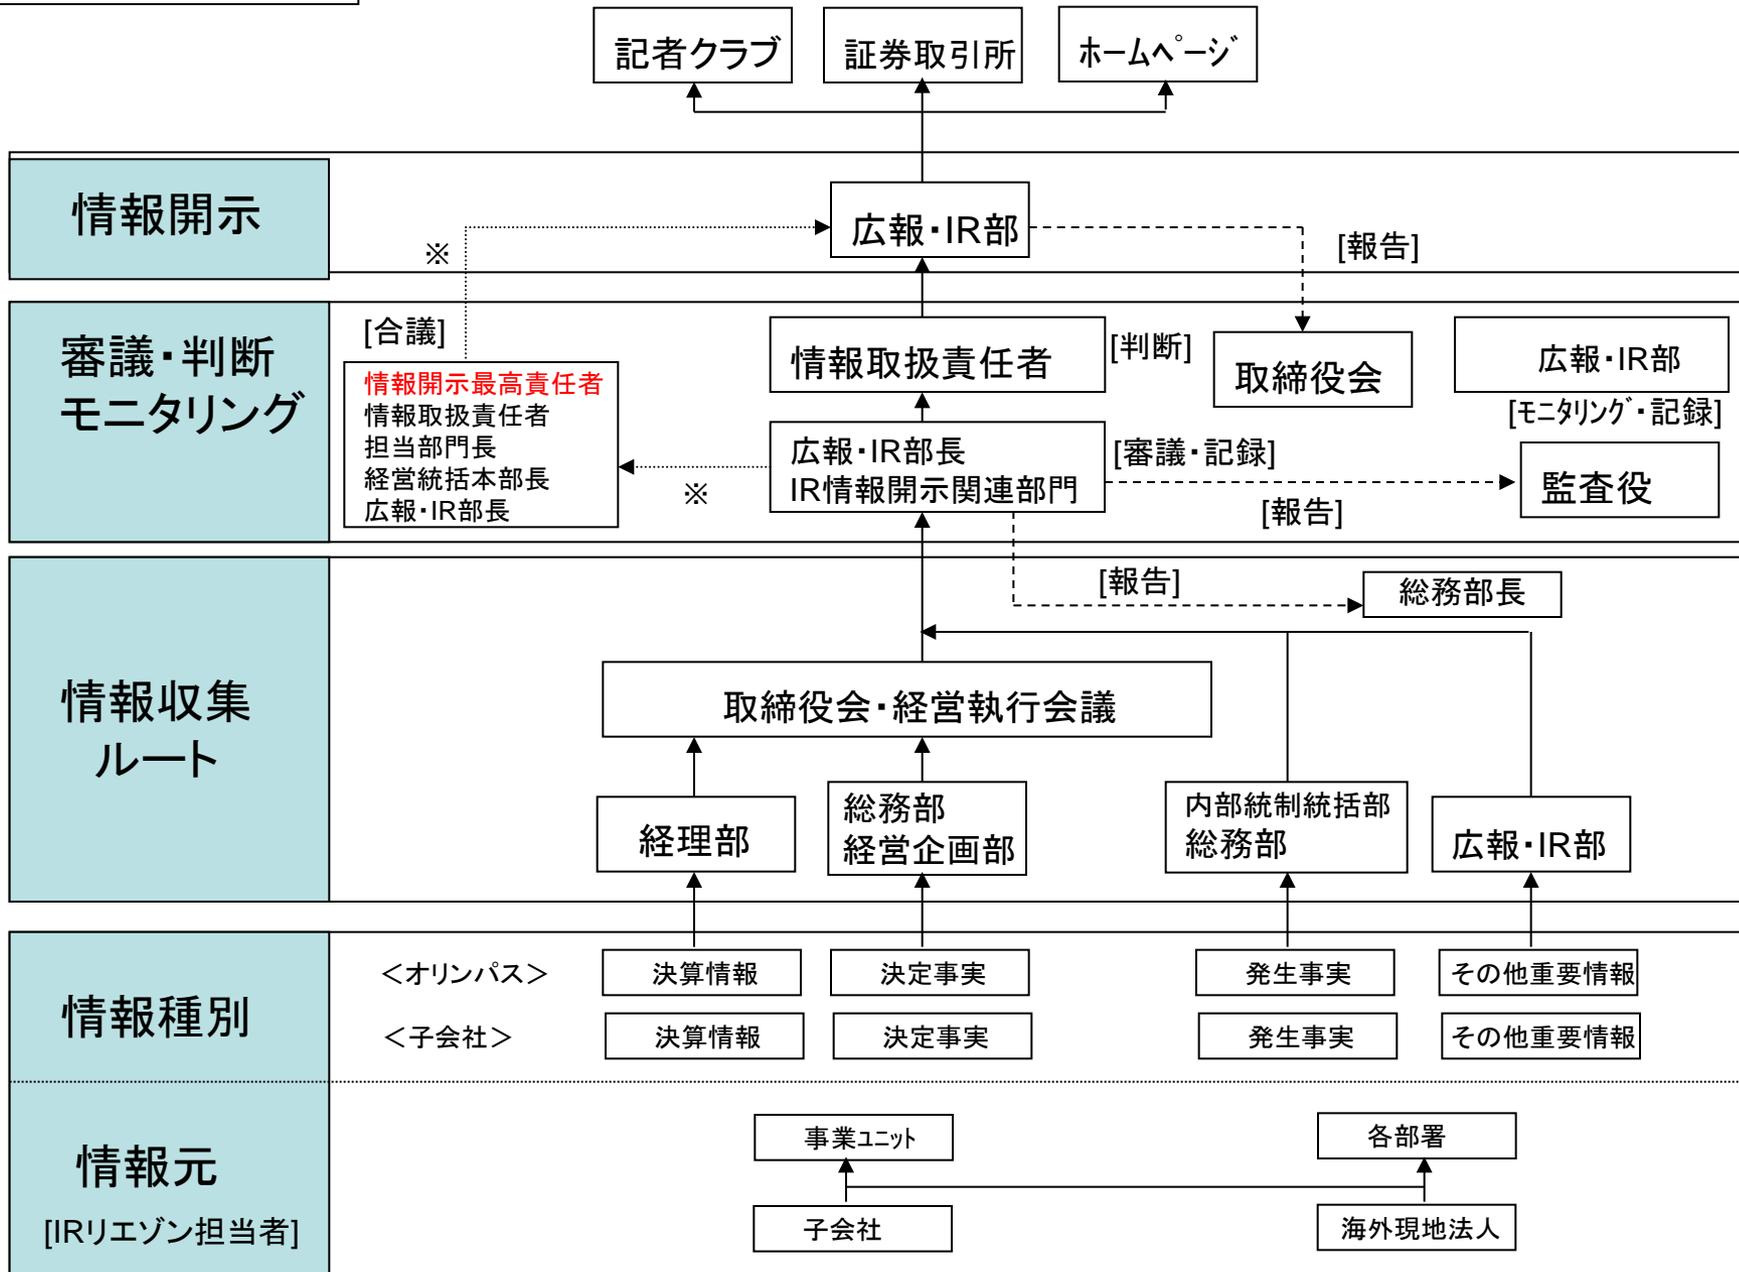 記者クラブ
証券取引所
ホームページ
情報開示
広報・IR部
※
[報告]
審議・判断
モニタリング
[合議]
情報開示最高責任者
情報取扱責任者
担当部門長
経営統括本部長
広報・IR部長
情報取扱責任者
[判断]
取締役会
広報・IR部
[モニタリング・記録]
広報・IR部長
IR情報開示関連部門
[審議・記録]
監査役
※
[報告]
情報収集
ルート
[報告]
総務部長
取締役会・経営執行会議
経理部
総務部
経営企画部
内部統制統括部
総務部
広報・IR部
情報種別
＜オリンパス＞
決算情報
決定事実
発生事実
その他重要情報
＜子会社＞
決算情報
決定事実
発生事実
その他重要情報
情報元
[IRリエゾン担当者]
事業ユニット
各部署
子会社
海外現地法人